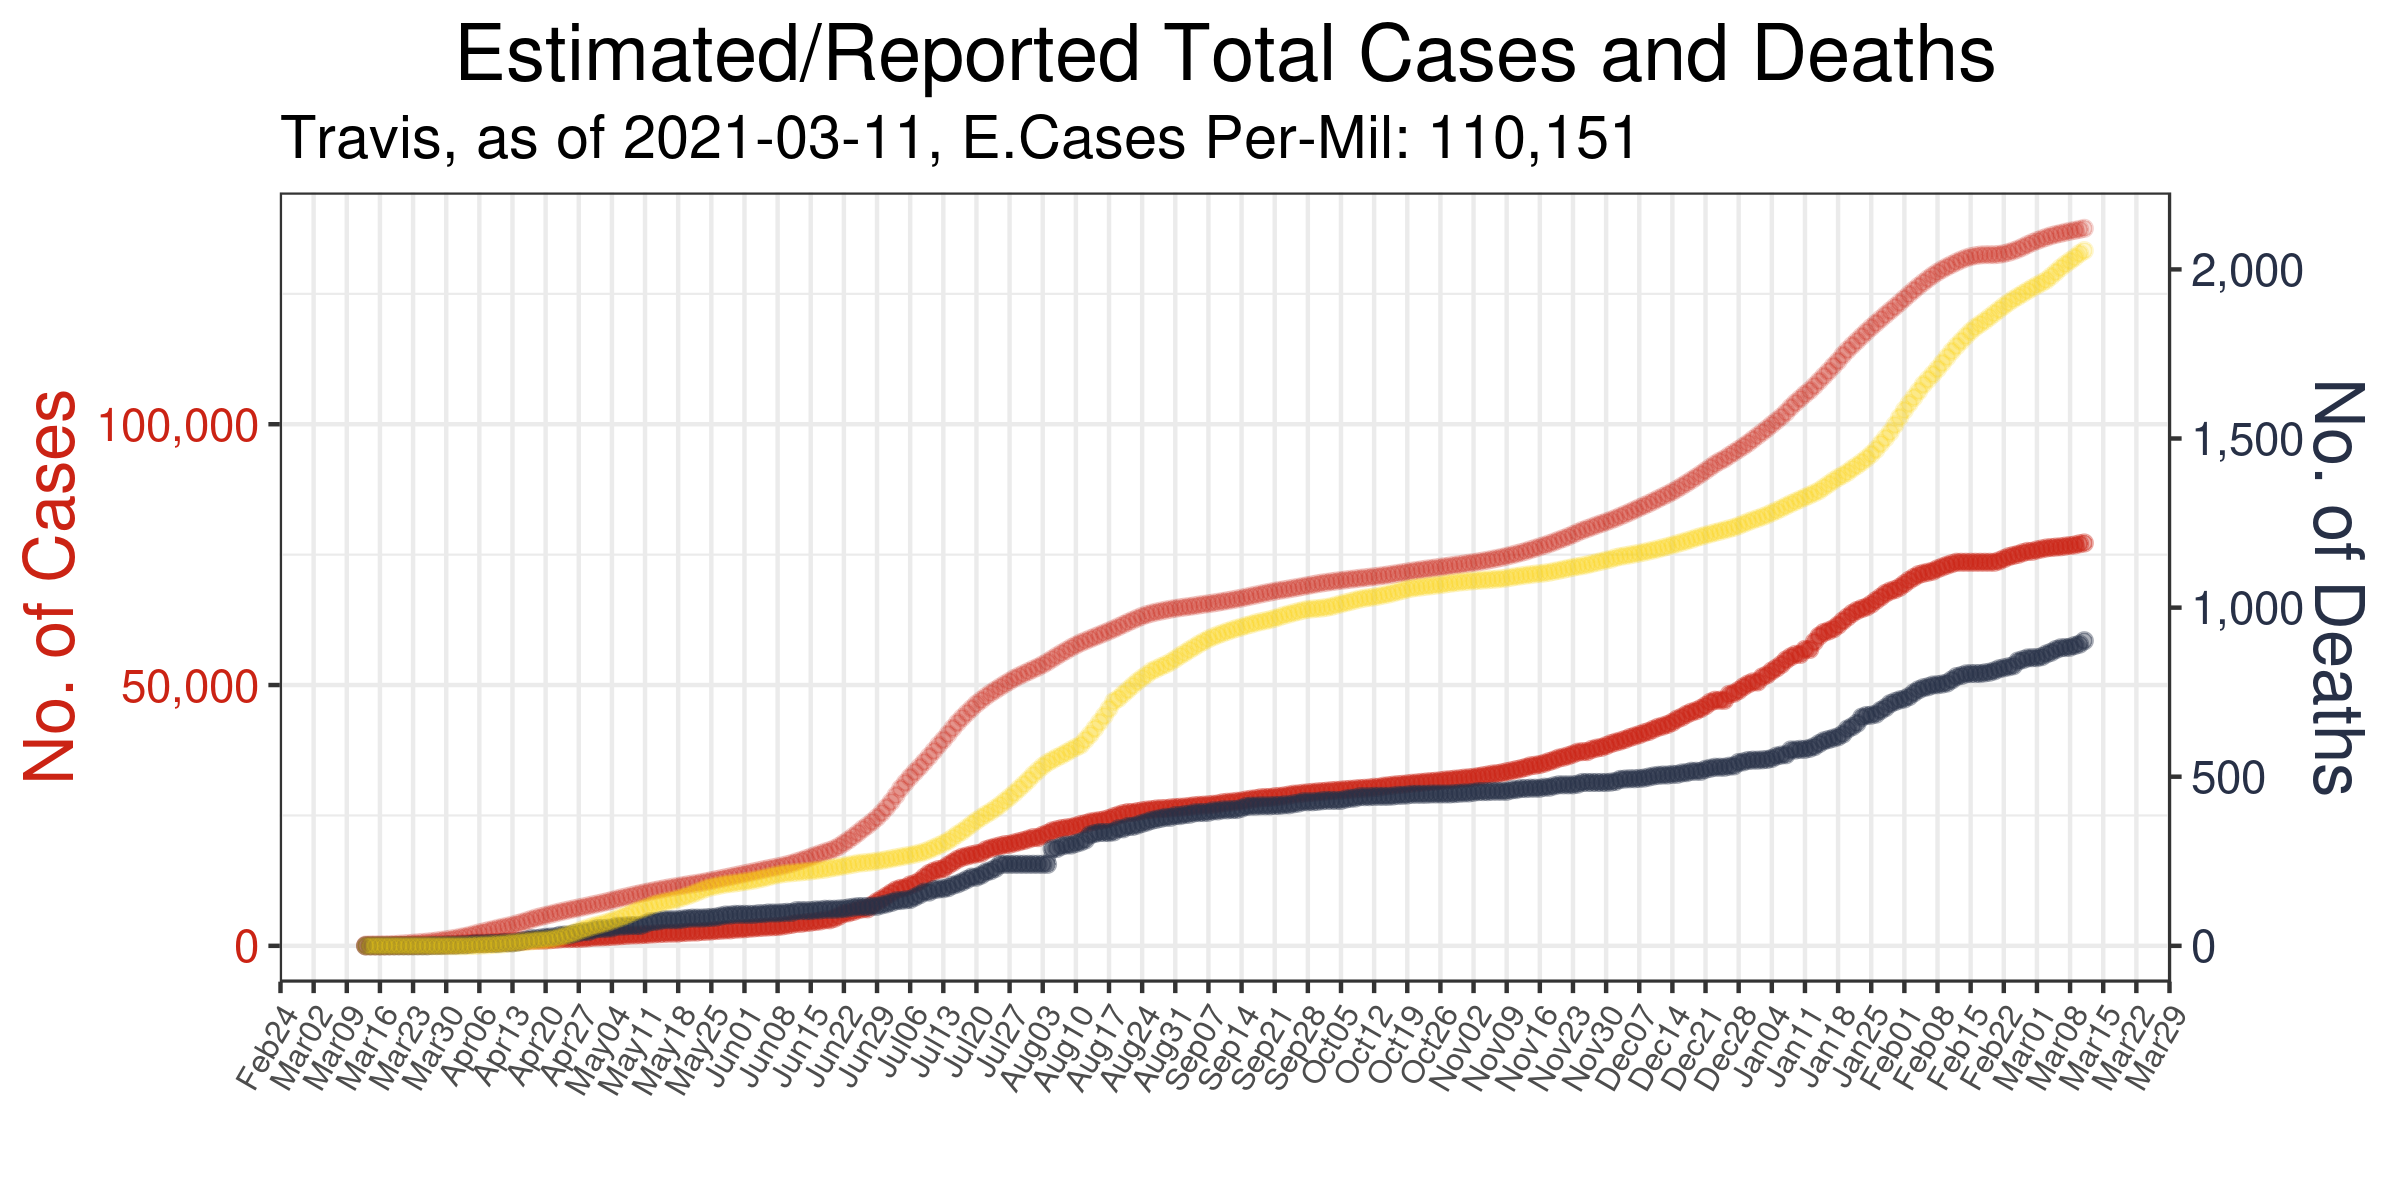 Estimated/Reported Total Cases and Deaths
Travis, as of 2021-03-11, E.Cases Per-Mil: 110,151
No. of Cases
100,000
50,000
0
2,000
1,500
1,000
500
0
No. of Deaths
Feb24
Mar02
Mar09
Mar16
Mar23
Mar30
Apr06
Apr13
Apr20
Apr27
May04
May11
May18
May25
Jun01
Jun08
Jun15
Jun22
Jun29
Jul06
Jul13
Jul20
Jul27
Aug03
Aug10
Aug17
Aug24
Aug31
Sep07
Sep14
Sep21
Sep28
Oct05
Oct12
Oct19
Oct26
Nov02
Nov09
Nov16
Nov23
Nov30
Dec07
Dec14
Dec21
Dec28
Jan04
Jan11
Jan18
Jan25
Feb01
Feb08
Feb15
Feb22
Mar01
Mar08
Mar15
Mar22
Mar29